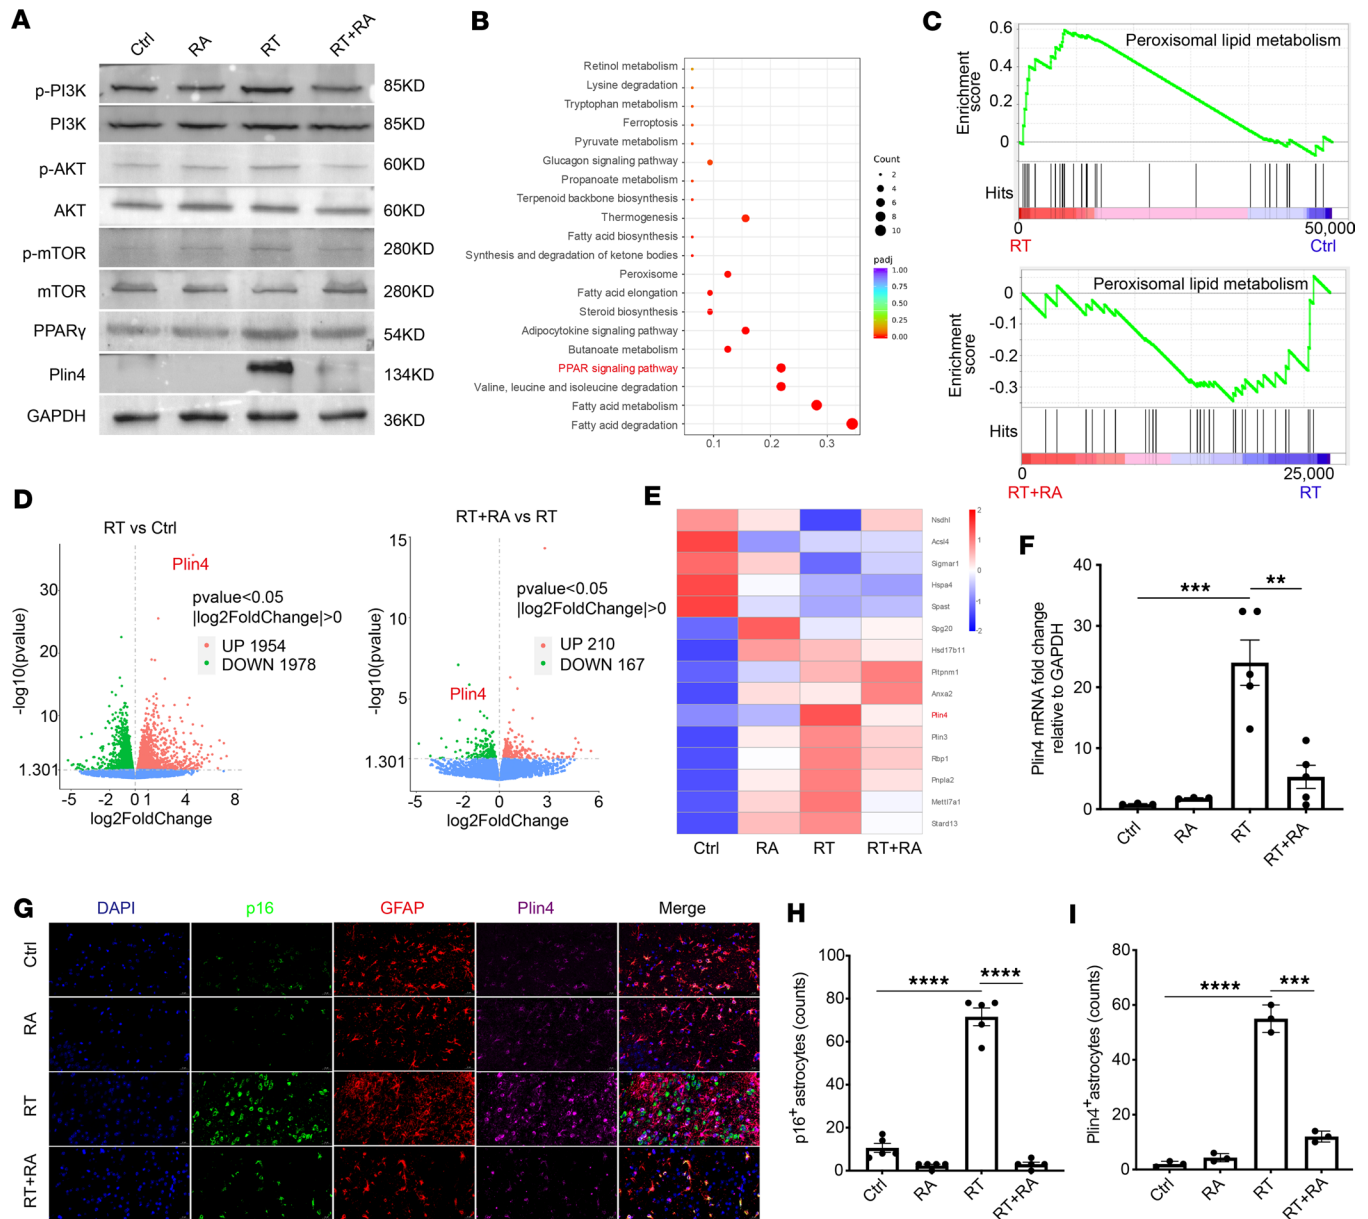 A
Ctrl RA RT RT+RA
p-PI3K 85KD
PI3K 85KD
p-AKT 60KD
AKT 60KD
p-mTOR 280KD
mTOR 280KD
PPARγ 54KD
Plin4 134KD
GAPDH 36KD
B
Retinol metabolism
Lysine degradation
Tryptophan metabolism
Ferroptosis
Pyruvate metabolism
Glucagon signaling pathway
Propanoate metabolism
Terpenoid backbone biosynthesis
Thermogenesis
Fatty acid biosynthesis
Synthesis and degradation of ketone bodies
Peroxisome
Fatty acid elongation
Steroid biosynthesis
Adipocytokine signaling pathway
Butanoate metabolism
PPAR signaling pathway
Valine, leucine and isoleucine degradation
Fatty acid metabolism
Fatty acid degradation
0.1 0.2 0.3
Count
2
4
6
8
10
padj
1.00
0.75
0.50
0.25
0.00
C
Peroxisomal lipid metabolism
Enrichment score
0.6
0.4
0.2
0
Hits
0 50,000
RT Ctrl
Peroxisomal lipid metabolism
Enrichment score
0
-0.1
-0.2
-0.3
Hits
0 25,000
RT+RA RT
D
RT vs Ctrl
Plin4
pvalue<0.05
|log2FoldChange|>0
UP 1954
DOWN 1978
-log10(pvalue)
30
20
10
1.301
-5 -2 0 1 4 8
log2FoldChange
RT+RA vs RT
pvalue<0.05
|log2FoldChange|>0
UP 210
DOWN 167
Plin4
-log10(pvalue)
15
10
5
1.301
-5 -2 0 3 6
log2FoldChange
E
Nsdhl
Acsl4
Sigmar1
Hspa4
Spast
Spg20
Hsd17b11
Pitpnm1
Anxa2
Plin4
Plin3
Rbp1
Pnpla2
Mettl7a1
Stard13
Ctrl RA RT RT+RA
2
1
0
-1
-2
F
Plin4 mRNA fold change
relative to GAPDH
40
30
20
10
0
*** **
Ctrl RA RT RT+RA
G
DAPI p16 GFAP Plin4 Merge
Ctrl
RA
RT
RT+RA
H
p16+ astrocytes (counts)
100
80
60
40
20
0
**** ****
Ctrl RA RT RT+RA
I
Plin4+ astrocytes (counts)
80
60
40
20
0
**** ***
Ctrl RA RT RT+RA